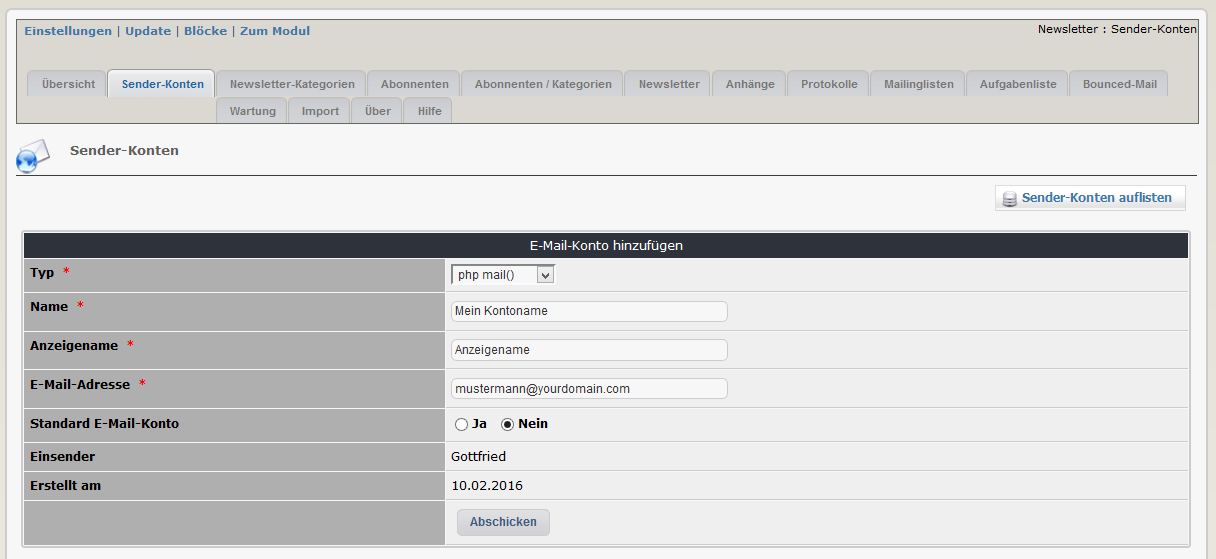 Einstellungen | Update | Blöcke | Zum Modul
Newsletter : Sender-Konten
Übersicht Sender-Konten Newsletter-Kategorien Abonnenten Abonnenten / Kategorien Newsletter Anhänge Protokolle Mailinglisten Aufgabenliste Bounced-Mail
Wartung Import Über Hilfe
Sender-Konten
Sender-Konten auflisten
E-Mail-Konto hinzufügen
Typ * php mail()
Name * Mein Kontoname
Anzeigename * Anzeigename
E-Mail-Adresse * mustermann@yourdomain.com
Standard E-Mail-Konto Ja Nein
Einsender Gottfried
Erstellt am 10.02.2016
Abschicken